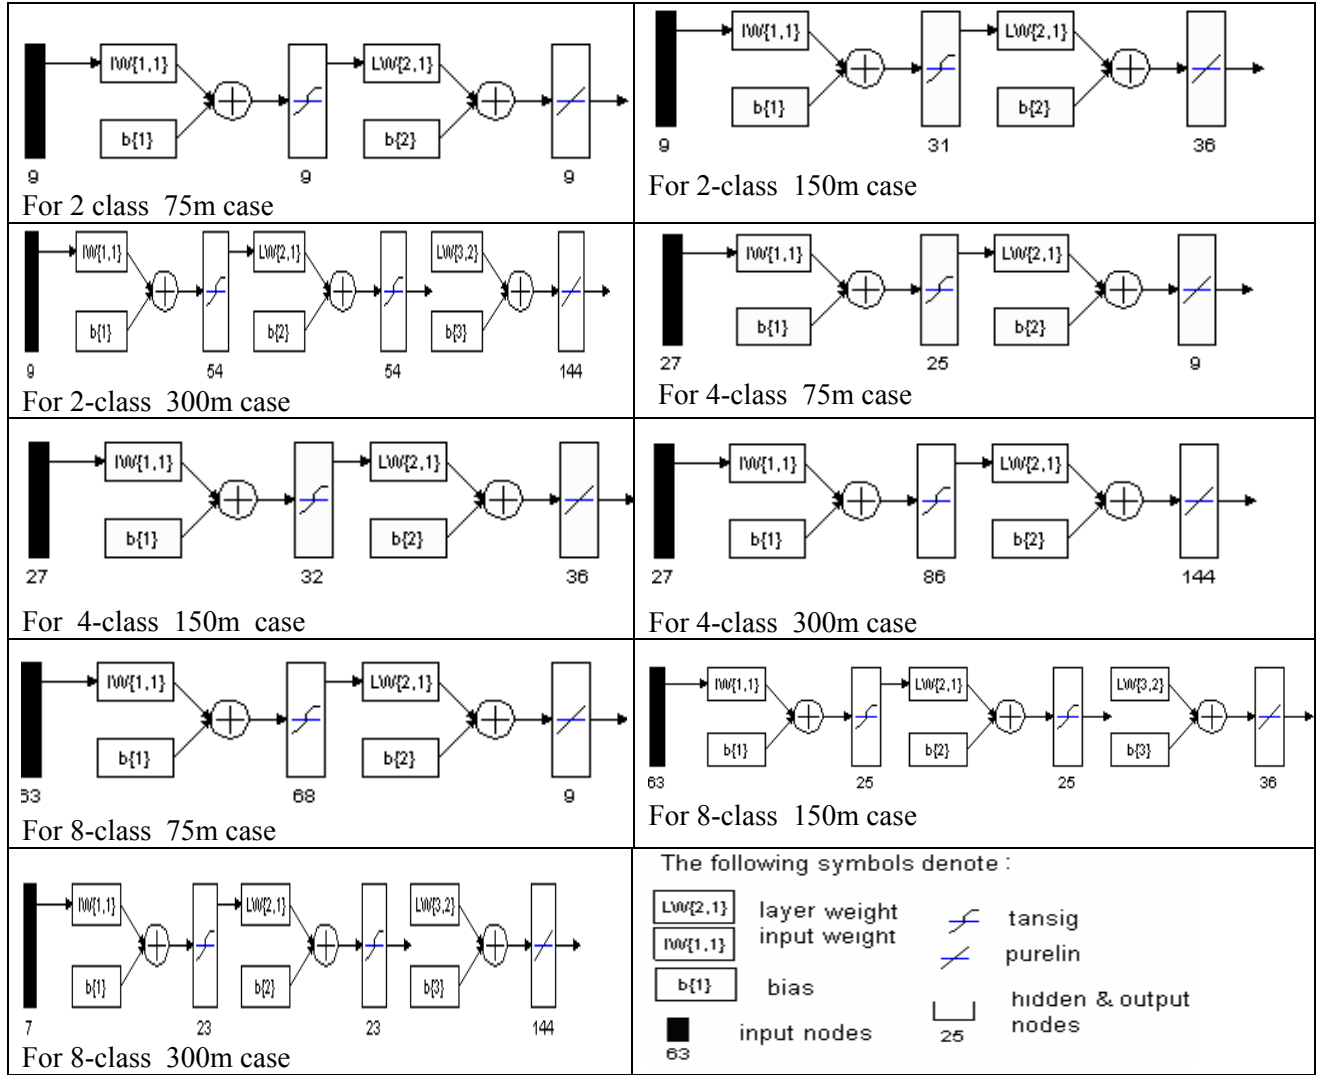 IW{1,1}
LW{2,1}
b{1}
b{2}
9
9
9
For 2 class 75m case
IW{1,1}
LW{2,1}
b{1}
b{2}
9
31
36
For 2-class 150m case
IW{1,1}
LW{2,1}
LW{3,2}
b{1}
b{2}
b{3}
9
54
54
144
For 2-class 300m case
IW{1,1}
LW{2,1}
b{1}
b{2}
27
25
9
For 4-class 75m case
IW{1,1}
LW{2,1}
b{1}
b{2}
27
32
36
For 4-class 150m case
IW{1,1}
LW{2,1}
b{1}
b{2}
27
86
144
For 4-class 300m case
IW{1,1}
LW{2,1}
b{1}
b{2}
63
68
9
For 8-class 75m case
IW{1,1}
LW{2,1}
LW{3,2}
b{1}
b{2}
b{3}
63
25
25
36
For 8-class 150m case
IW{1,1}
LW{2,1}
LW{3,2}
b{1}
b{2}
b{3}
7
23
23
144
For 8-class 300m case
The following symbols denote :
LW{2,1} layer weight
IW{1,1} input weight
b{1} bias
input nodes
63
tansig
purelin
hidden & output
nodes
25